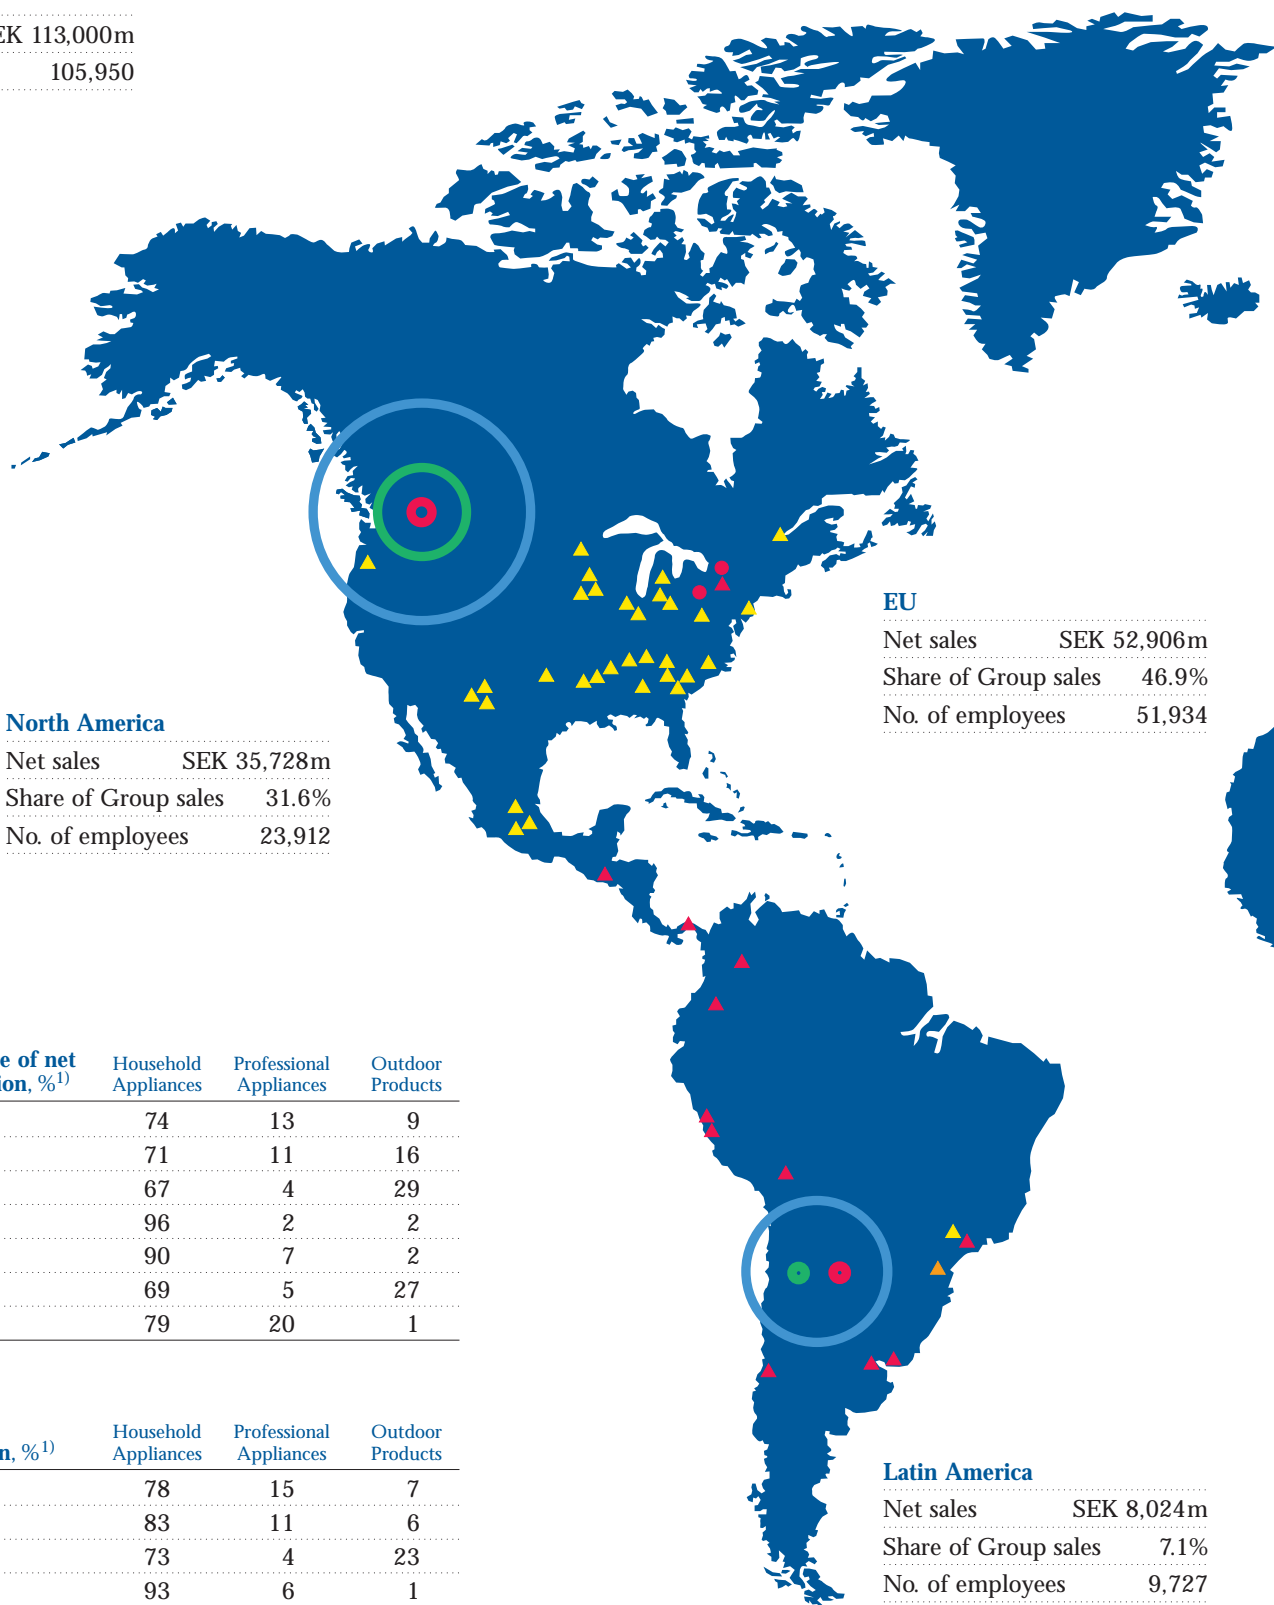 EK 113,000m
105,950
EU
Net sales SEK 52,906m
Share of Group sales 46.9%
No. of employees 51,934
North America
Net sales SEK 35,728m
Share of Group sales 31.6%
No. of employees 23,912
e of net
ion, %1) Household Appliances Professional Appliances Outdoor Products
74 13 9
71 11 16
67 4 29
96 2 2
90 7 2
69 5 27
79 20 1
n, %1) Household Appliances Professional Appliances Outdoor Products
78 15 7
83 11 6
73 4 23
93 6 1
Latin America
Net sales SEK 8,024m
Share of Group sales 7.1%
No. of employees 9,727